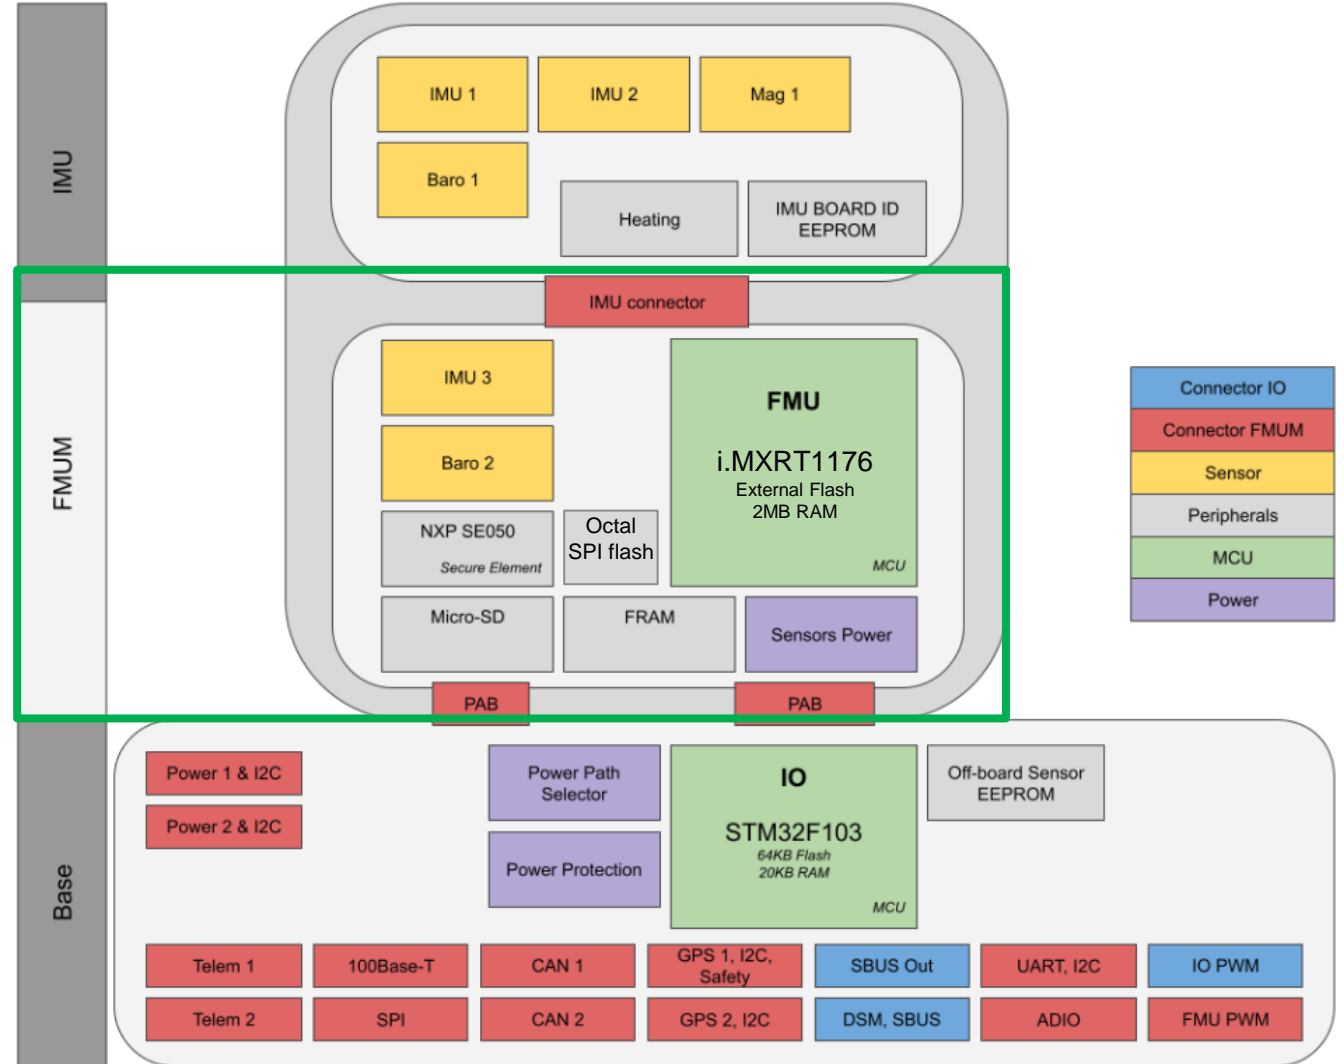 IMU
IMU 1
IMU 2
Mag 1
Baro 1
Heating
IMU BOARD ID
EEPROM
IMU connector
FMUM
IMU 3
Baro 2
NXP SE050
Secure Element
Octal
SPI flash
FMU
i.MXRT1176
External Flash
2MB RAM
MCU
Micro-SD
FRAM
Sensors Power
PAB
PAB
Connector IO
Connector FMUM
Sensor
Peripherals
MCU
Power
Base
Power 1 & I2C
Power 2 & I2C
Power Path
Selector
Power Protection
IO
STM32F103
64KB Flash
20KB RAM
MCU
Off-board Sensor
EEPROM
Telem 1
100Base-T
CAN 1
GPS 1, I2C,
Safety
SBUS Out
UART, I2C
IO PWM
Telem 2
SPI
CAN 2
GPS 2, I2C
DSM, SBUS
ADIO
FMU PWM